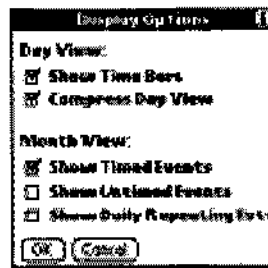 Display Options
Day View:
Show Time Bars
Compress Day View
Month View:
Show Timed Events
Show Untimed Events
Show Daily Repeating
OK Cancel